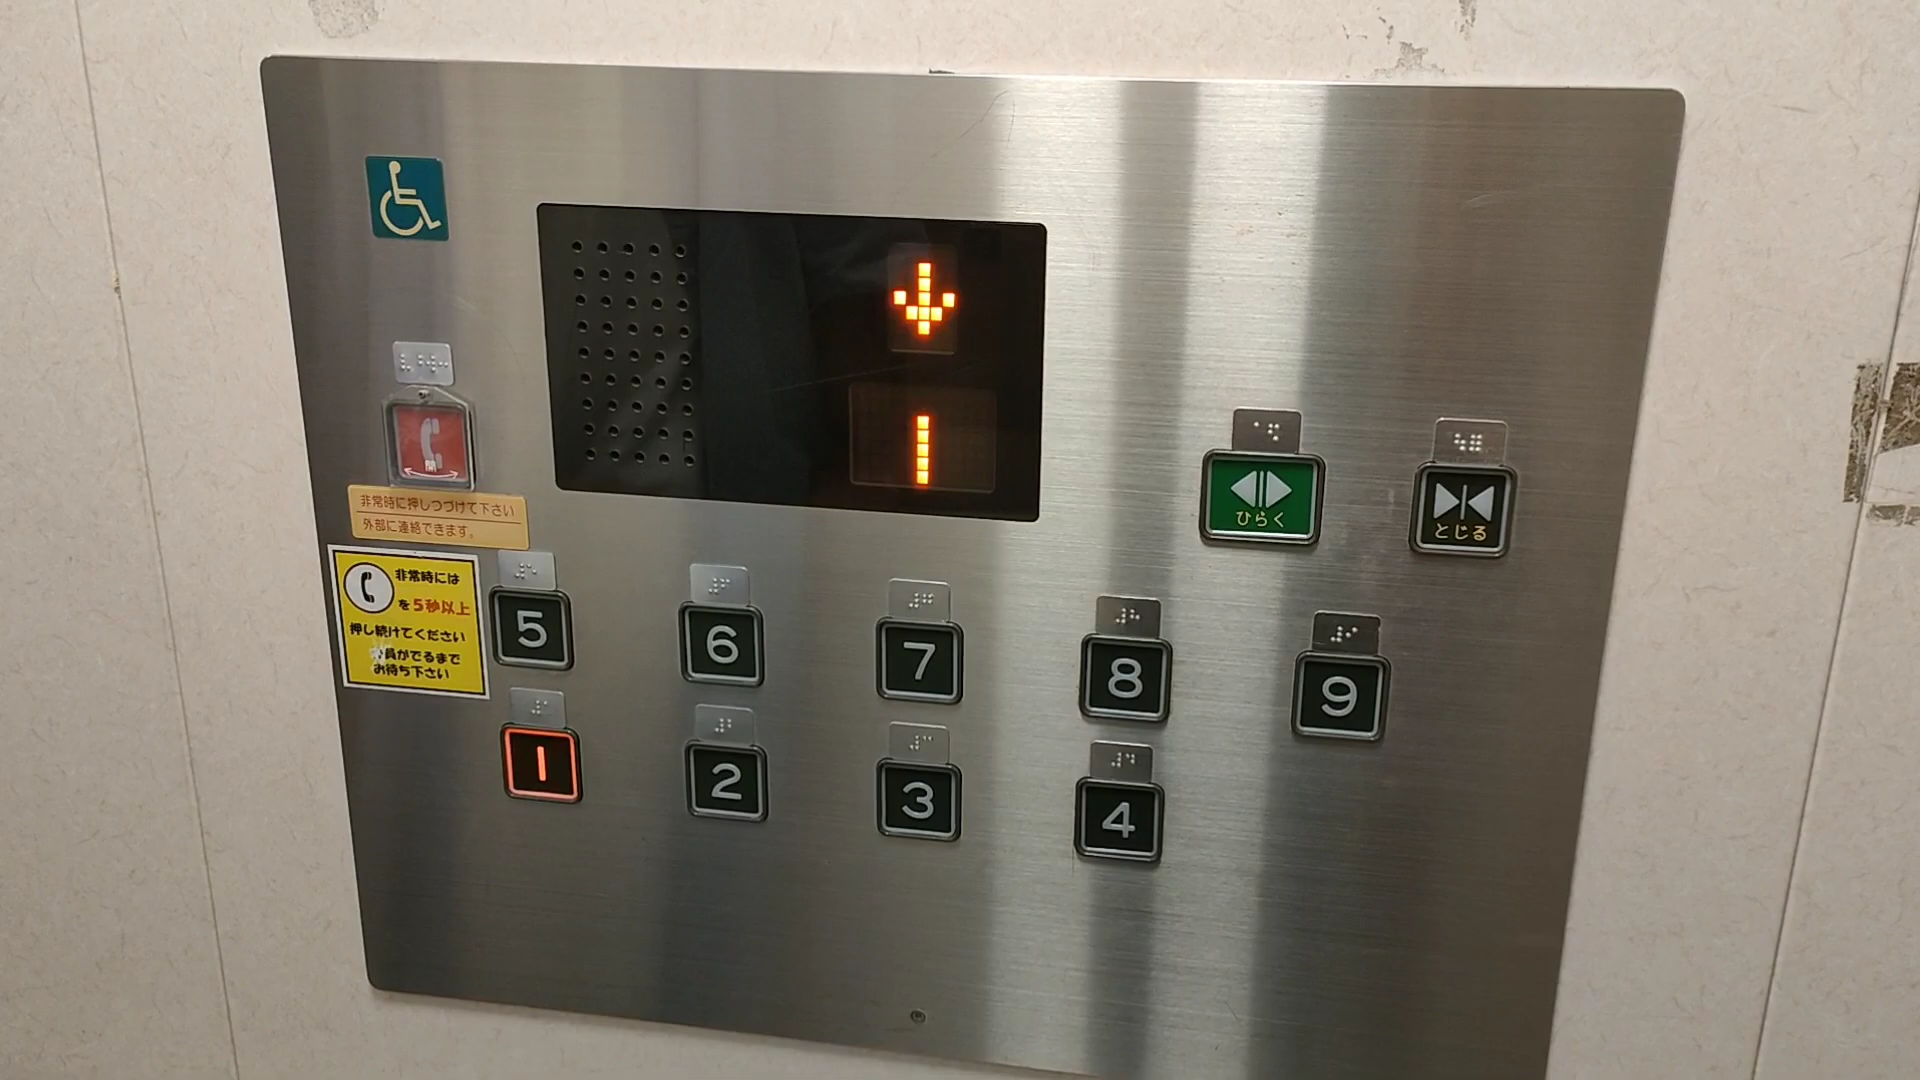 1
ひらく
とじる
非常時に押しつづけて下さい
外部に連絡できます。
非常時には
を5秒以上
押し続けてください
員がでるまで
お待ち下さい
5
6
7
8
9
1
2
3
4